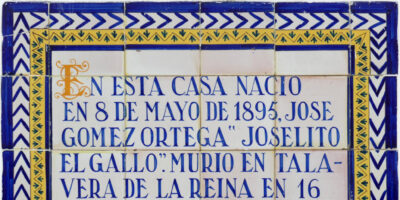 EN ESTA CASA NACIO
EN 8 DE MAYO DE 1895, JOSE
GOMEZ ORTEGA "JOSELITO
EL GALLO". MURIO EN TALA-
VERA DE LA REINA EN 16